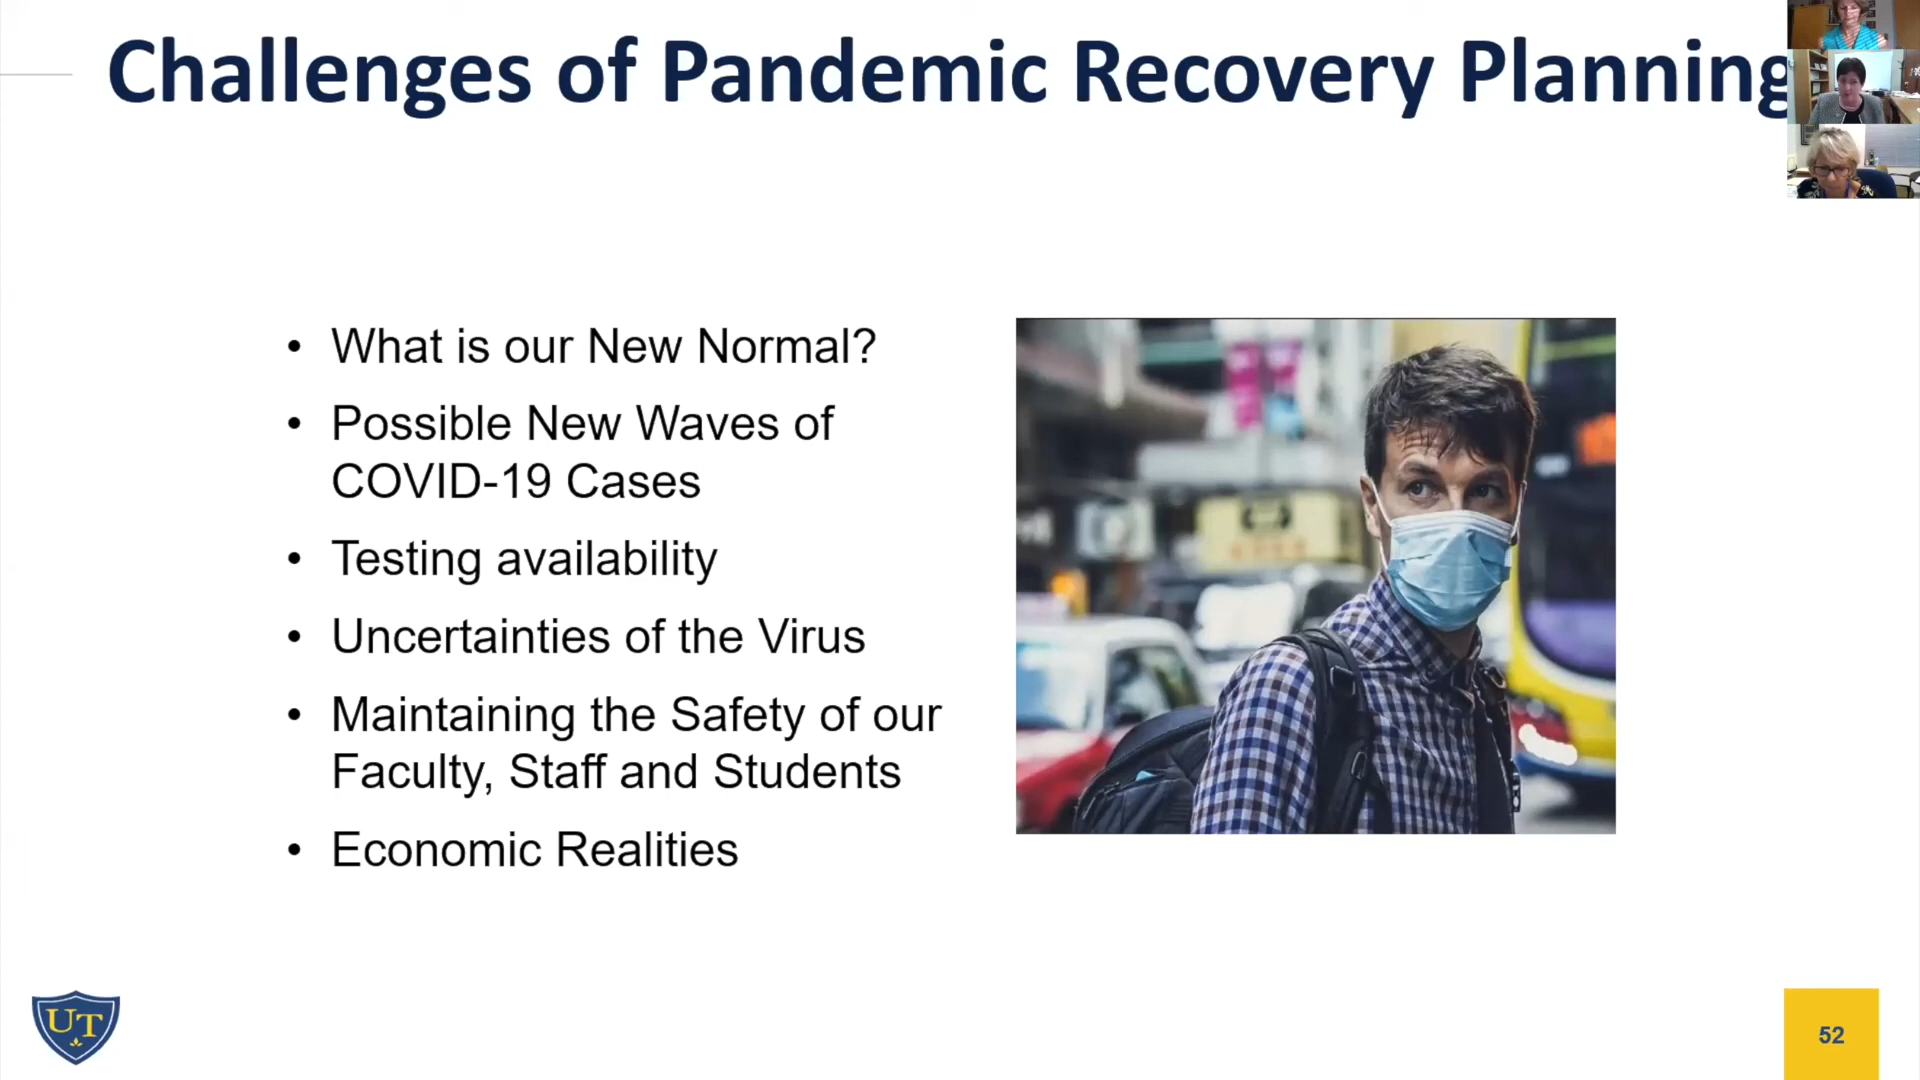 Challenges of Pandemic Recovery Planning
• What is our New Normal?
• Possible New Waves of
COVID-19 Cases
• Testing availability
• Uncertainties of the Virus
• Maintaining the Safety of our
Faculty, Staff and Students
• Economic Realities
UT
52